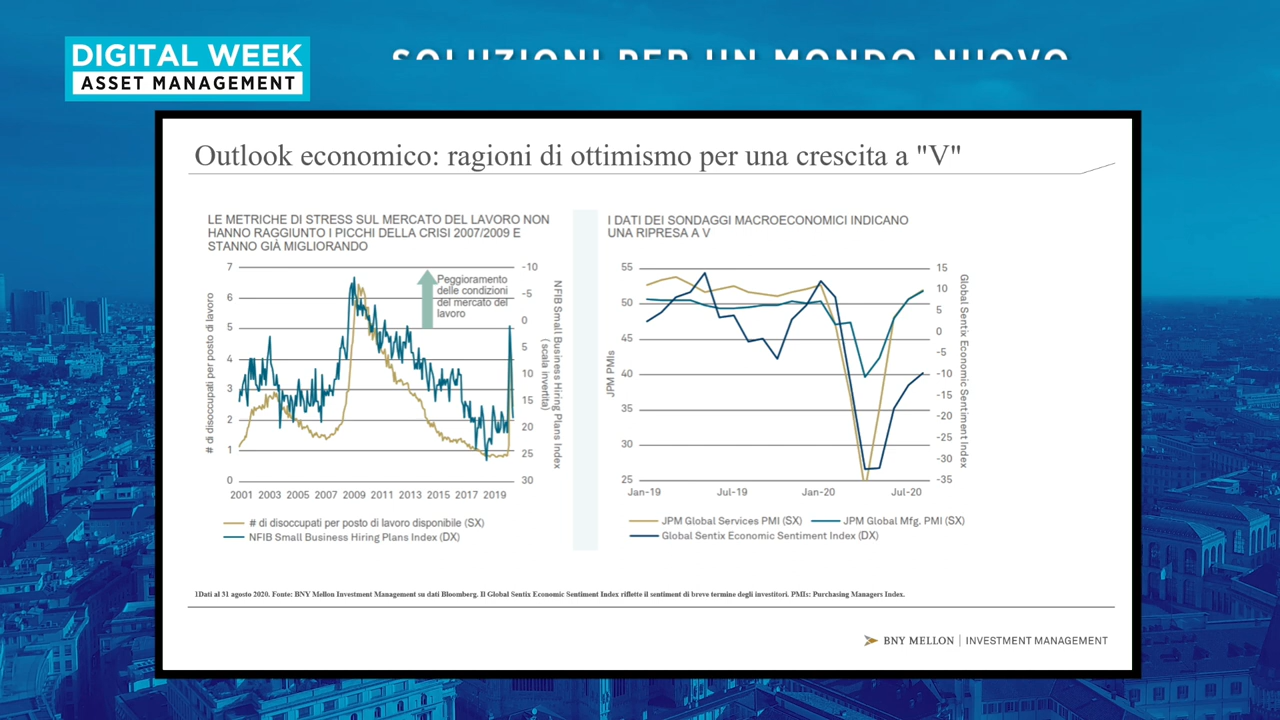 DIGITAL WEEK
ASSET MANAGEMENT
SOLUZIONI PER UN MONDO NUOVO
Outlook economico: ragioni di ottimismo per una crescita a "V"
LE METRICHE DI STRESS SUL MERCATO DEL LAVORO NON
HANNO RAGGIUNTO I PICCHI DELLA CRISI 2007/2009 E
STANNO GIÀ MIGLIORANDO
7
6
5
4
3
2
1
0
# di disoccupati per posto di lavoro
Peggioramento
delle condizioni
del mercato del
lavoro
-10
-5
0
5
10
15
20
25
30
NFIB Small Business Hiring Plans Index
(scala invertita)
2001 2003 2005 2007 2009 2011 2013 2015 2017 2019
# di disoccupati per posto di lavoro disponibile (SX)
NFIB Small Business Hiring Plans Index (DX)
I DATI DEI SONDAGGI MACROECONOMICI INDICANO
UNA RIPRESA A V
55
50
45
40
35
30
25
JPM PMIs
15
10
5
0
-5
-10
-15
-20
-25
-30
-35
Global Sentix Economic Sentiment Index
Jan-19 Jul-19 Jan-20 Jul-20
JPM Global Services PMI (SX) JPM Global Mfg. PMI (SX)
Global Sentix Economic Sentiment Index (DX)
1Dati al 31 agosto 2020. Fonte: BNY Mellon Investment Management su dati Bloomberg. Il Global Sentix Economic Sentiment Index riflette il sentiment di breve termine degli investitori. PMIs: Purchasing Managers Index.
BNY MELLON | INVESTMENT MANAGEMENT